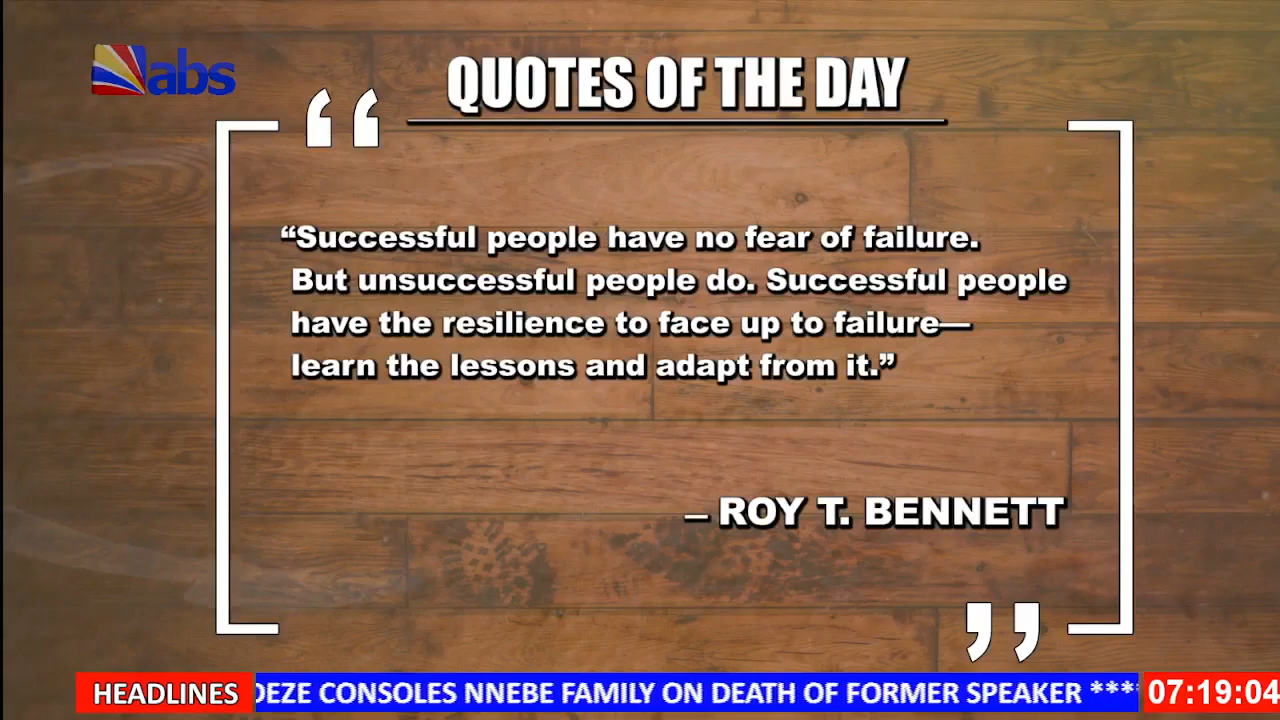 abs
QUOTES OF THE DAY
“Successful people have no fear of failure.
But unsuccessful people do. Successful people
have the resilience to face up to failure—
learn the lessons and adapt from it.”
– ROY T. BENNETT
HEADLINES
CONSOLES NNEBE FAMILY ON DEATH OF FORMER SPEAKER ***
07:19:04